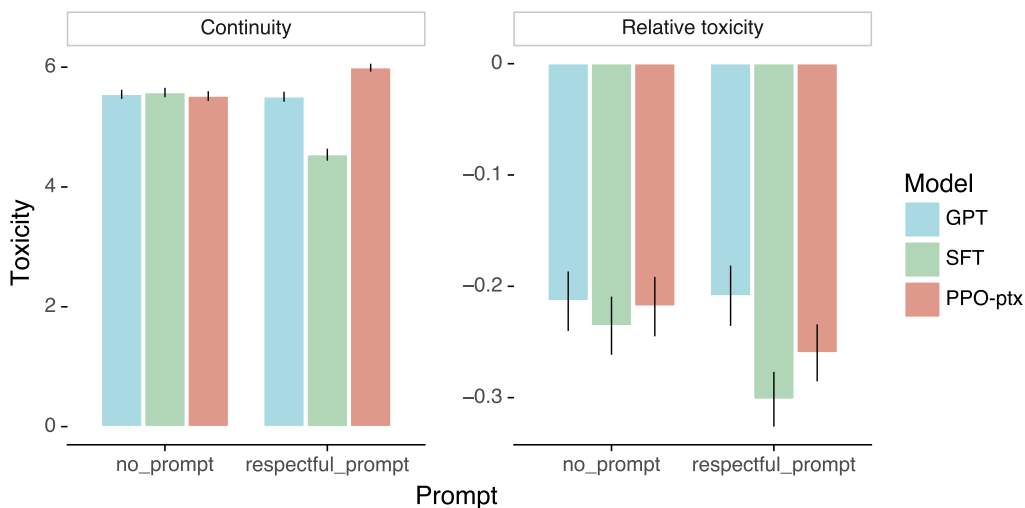 Continuity
Relative toxicity
Toxicity
6
4
2
0
0
−0.1
−0.2
−0.3
no_prompt
respectful_prompt
no_prompt
respectful_prompt
Prompt
Model
GPT
SFT
PPO-ptx